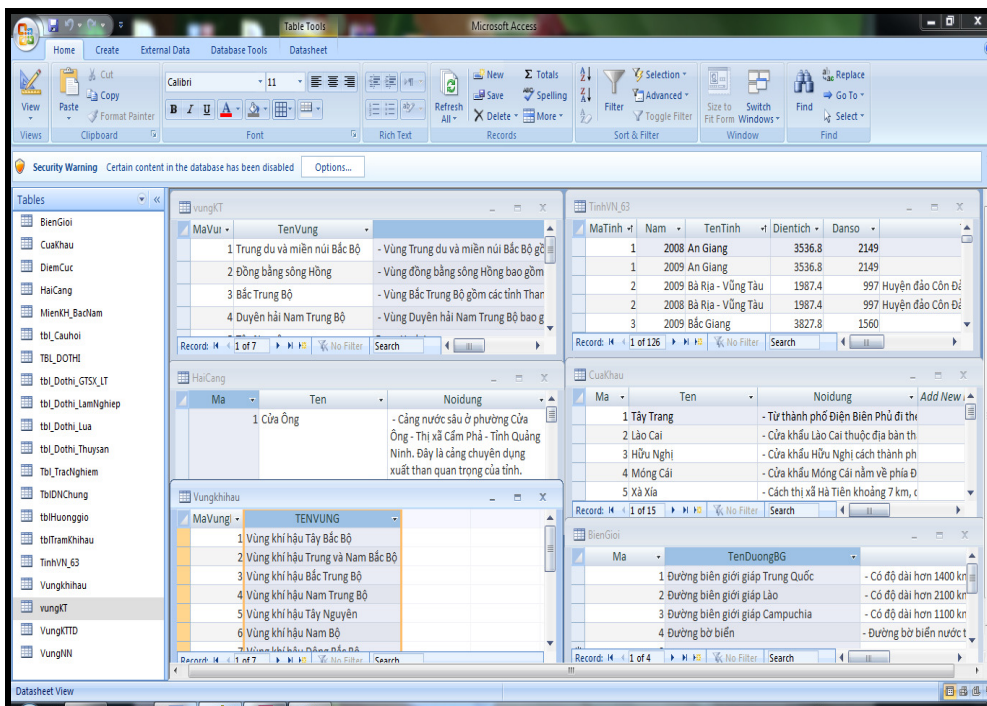 Table Tools
Microsoft Access
Home Create External Data Database Tools Datasheet
View
Paste
Cut
Copy
Format Painter
Calibri 11
B I U A
Refresh All
New
Save
Delete
Totals
Spelling
More
Filter
Selection
Advanced
Toggle Filter
Size to Fit Form
Switch Windows
Find
Replace
Go To
Select
Views Clipboard Font Rich Text Records Sort & Filter Window Find
Security Warning Certain content in the database has been disabled Options...
Tables
BienGioi
CuaKhau
DiemCuc
HaiCang
MienKH_BacNam
tbl_Cauhoi
TBL_DOTHI
tbl_Dothi_GTSX_LT
tbl_Dothi_LamNghiep
tbl_Dothi_Lua
tbl_Dothi_Thuysan
Tbl_TracNghiem
TblDNChung
tblHuonggio
tblTramKhihau
TinhVN_63
Vungkhihau
vungKT
VungKTTD
VungNN
vungKT
MaVur TenVung
1 Trung du và miền núi Bắc Bộ - Vùng Trung du và miền núi Bắc Bộ gồ
2 Đồng bằng sông Hồng - Vùng đồng bằng sông Hồng bao gồm
3 Bắc Trung Bộ - Vùng Bắc Trung Bộ gồm các tỉnh Than
4 Duyên hải Nam Trung Bộ - Vùng Duyên hải Nam Trung Bộ bao g
Record: 1 of 7 No Filter Search
TinhVN_63
MaTinh Nam TenTinh Dientich Danso
1 2008 An Giang 3536.8 2149
1 2009 An Giang 3536.8 2149
2 2009 Bà Rịa - Vũng Tàu 1987.4 997 Huyện đảo Côn Đả
2 2008 Bà Rịa - Vũng Tàu 1987.4 997 Huyện đảo Côn Đả
3 2009 Bắc Giang 3827.8 1560
Record: 1 of 126 No Filter Search
HaiCang
Ma Ten Noidung
1 Cửa Ông - Cảng nước sâu ở phường Cửa
Ông - Thị xã Cẩm Phả - Tỉnh Quảng
Ninh. Đây là cảng chuyên dụng
xuất than quan trọng của tỉnh.
CuaKhau
Ma Ten Noidung Add New
1 Tây Trang - Từ thành phố Điện Biên Phủ đi the
2 Lào Cai - Cửa khẩu Lào Cai thuộc địa bàn th
3 Hữu Nghị - Cửa khẩu Hữu Nghị cách thành ph
4 Móng Cái - Cửa khẩu Móng Cái nằm về phía Đ
5 Xà Xía - Cách thị xã Hà Tiên khoảng 7 km, c
Record: 1 of 15 No Filter Search
Vungkhihau
MaVung TENVUNG
1 Vùng khí hậu Tây Bắc Bộ
2 Vùng khí hậu Trung và Nam Bắc Bộ
3 Vùng khí hậu Bắc Trung Bộ
4 Vùng khí hậu Nam Trung Bộ
5 Vùng khí hậu Tây Nguyên
6 Vùng khí hậu Nam Bộ
7 Vùng khí hậu Đông Bắc Bộ
Record: 1 of 7 No Filter Search
BienGioi
Ma TenDuongBG
1 Đường biên giới giáp Trung Quốc - Có độ dài hơn 1400 kn
2 Đường biên giới giáp Lào - Có độ dài hơn 2100 kn
3 Đường biên giới giáp Campuchia - Có độ dài hơn 1100 kn
4 Đường bờ biển - Đường bờ biển nước t
Record: 1 of 4 No Filter Search
Datasheet View